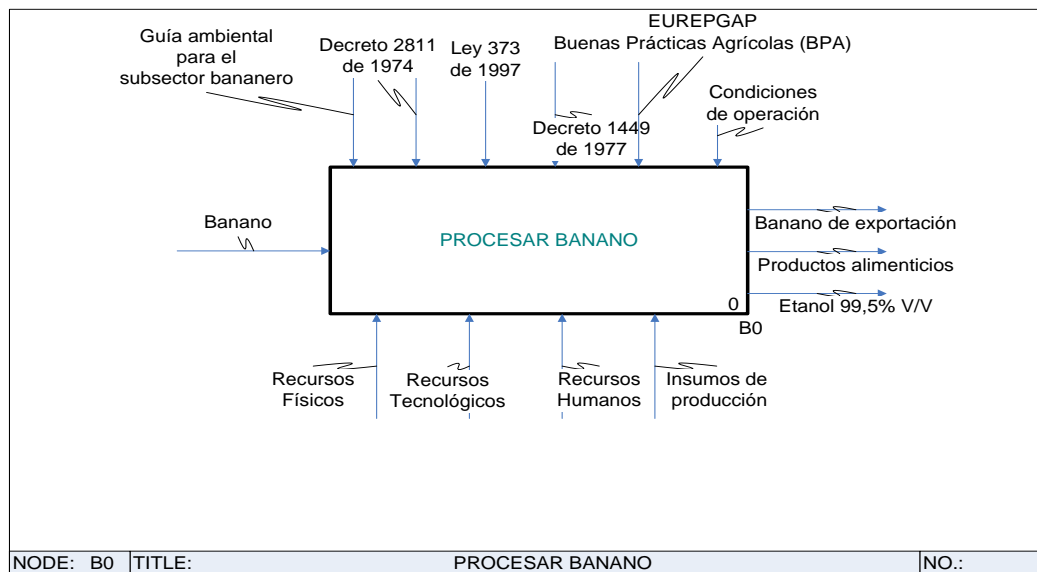 Guía ambiental
para el
subsector bananero
Decreto 2811
de 1974
Ley 373
de 1997
Decreto 1449
de 1977
EUREPGAP
Buenas Prácticas Agrícolas (BPA)
Condiciones
de operación
Banano
PROCESAR BANANO
0
B0
Banano de exportación
Productos alimenticios
Etanol 99,5% V/V
Recursos
Físicos
Recursos
Tecnológicos
Recursos
Humanos
Insumos de
producción
NODE: B0
TITLE:
PROCESAR BANANO
NO.: